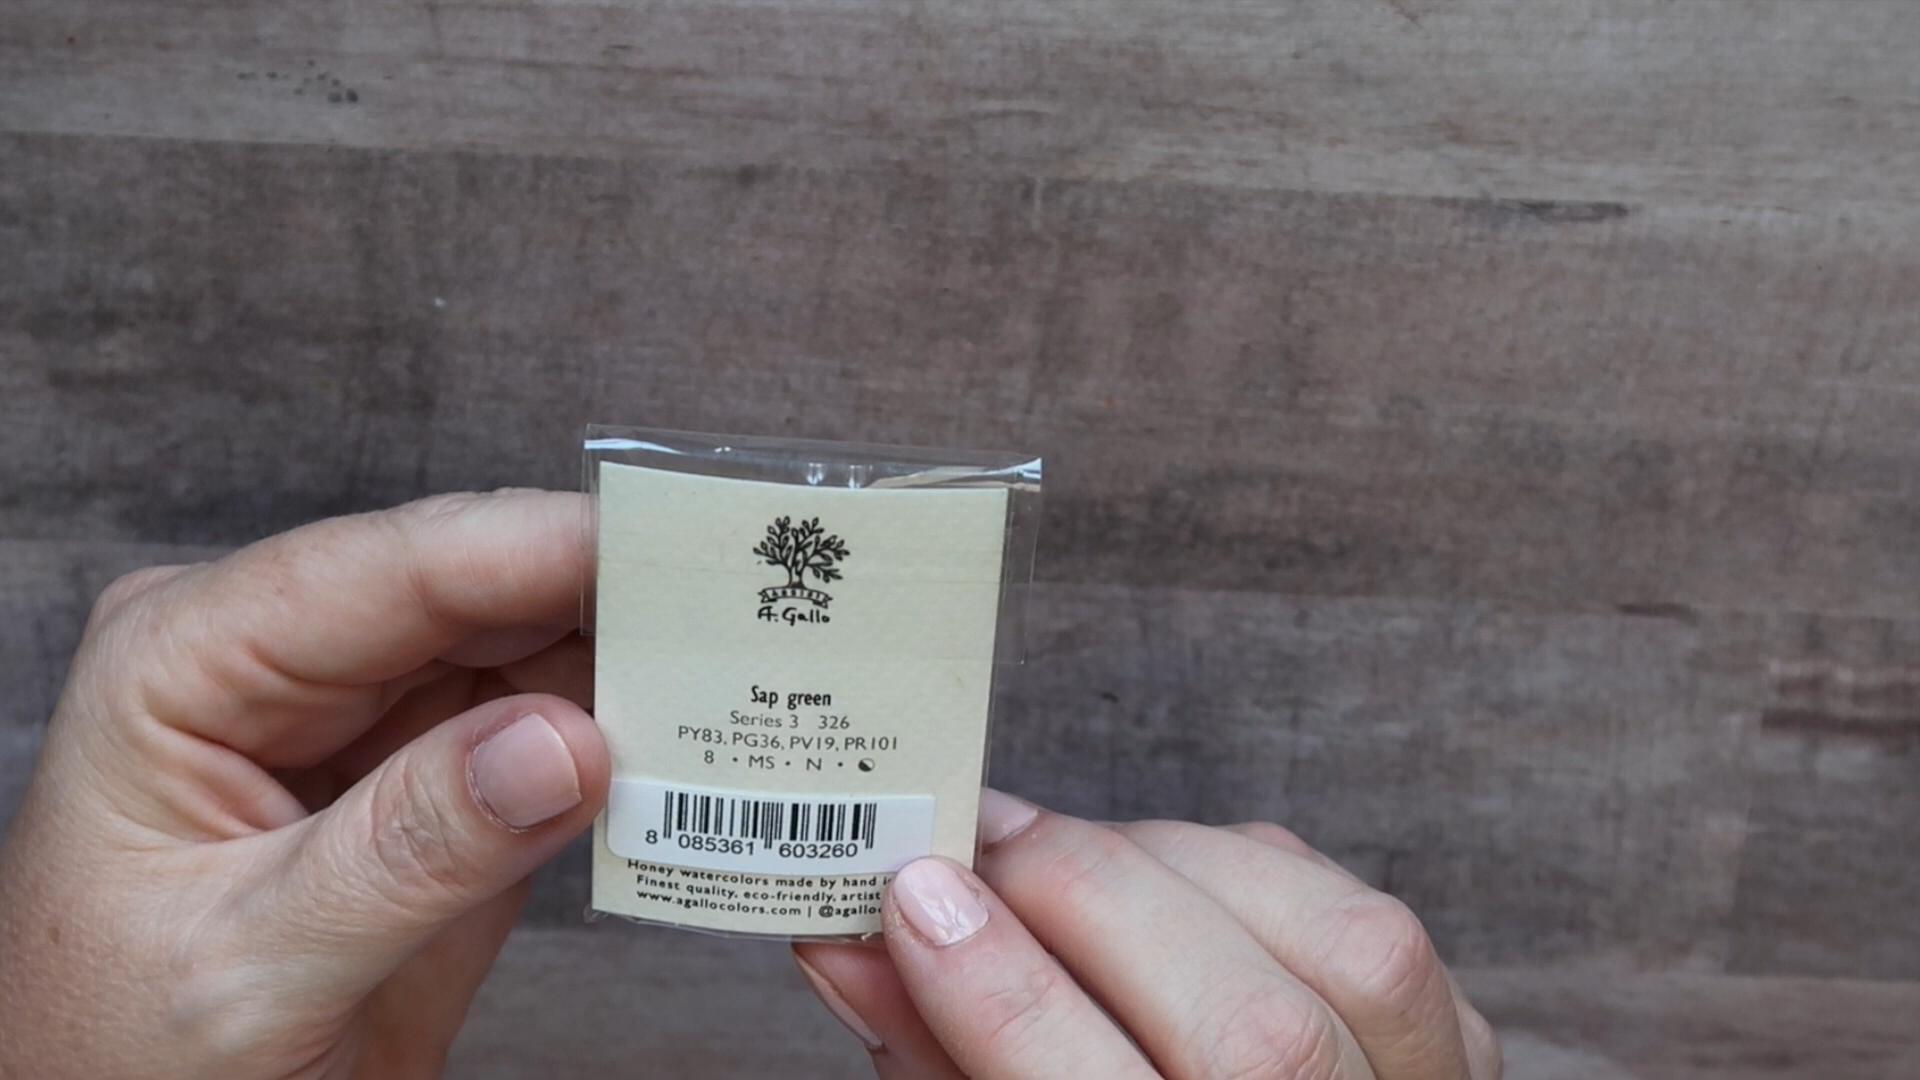 A. Gallo
Sap green
Series 3 326
PY83, PG36, PV19, PR101
8 • MS • N •
8 085361 603260
Honey watercolors made by hand
Finest quality, eco-friendly, artist
www.agallocolors.com |